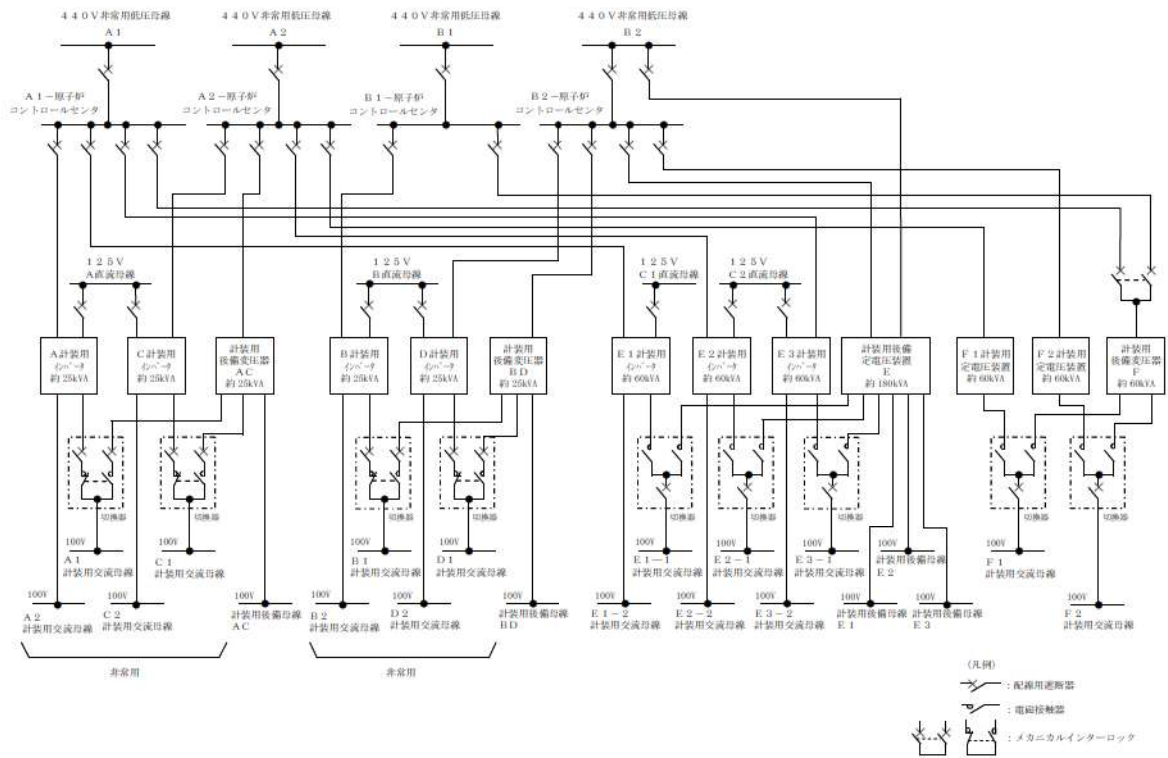 440V非常用低圧母線
A1
440V非常用低圧母線
A2
440V非常用低圧母線
B1
440V非常用低圧母線
B2
A1-原子炉
コントロールセンタ
A2-原子炉
コントロールセンタ
B1-原子炉
コントロールセンタ
B2-原子炉
コントロールセンタ
125V
A直流母線
125V
B直流母線
125V
C1直流母線
125V
C2直流母線
A計装用
インバータ
約25kVA
C計装用
インバータ
約25kVA
計装用
後備変圧器
AC
約25kVA
B計装用
インバータ
約25kVA
D計装用
インバータ
約25kVA
計装用
後備変圧器
BD
約25kVA
E1計装用
インバータ
約60kVA
E2計装用
インバータ
約60kVA
E3計装用
インバータ
約60kVA
計装用後備
定電圧装置
E
約180kVA
F1計装用
定電圧装置
約60kVA
F2計装用
定電圧装置
約60kVA
計装用
後備変圧器
F
約60kVA
切換器
切換器
切換器
切換器
切換器
切換器
切換器
切換器
切換器
100V
A1
計装用交流母線
100V
C1
計装用交流母線
100V
B1
計装用交流母線
100V
D1
計装用交流母線
100V
E1-1
計装用交流母線
100V
E2-1
計装用交流母線
100V
E3-1
計装用交流母線
100V
計装用後備母線
E2
100V
F1
計装用交流母線
100V
A2
計装用交流母線
100V
C2
計装用交流母線
100V
計装用後備母線
AC
100V
B2
計装用交流母線
100V
D2
計装用交流母線
100V
計装用後備母線
BD
100V
E1-2
計装用交流母線
100V
E2-2
計装用交流母線
100V
E3-2
計装用交流母線
100V
計装用後備母線
E1
100V
計装用後備母線
E3
100V
F2
計装用交流母線
非常用
非常用
(凡例)
：配線用遮断器
：電磁接触器
：メカニカルインターロック